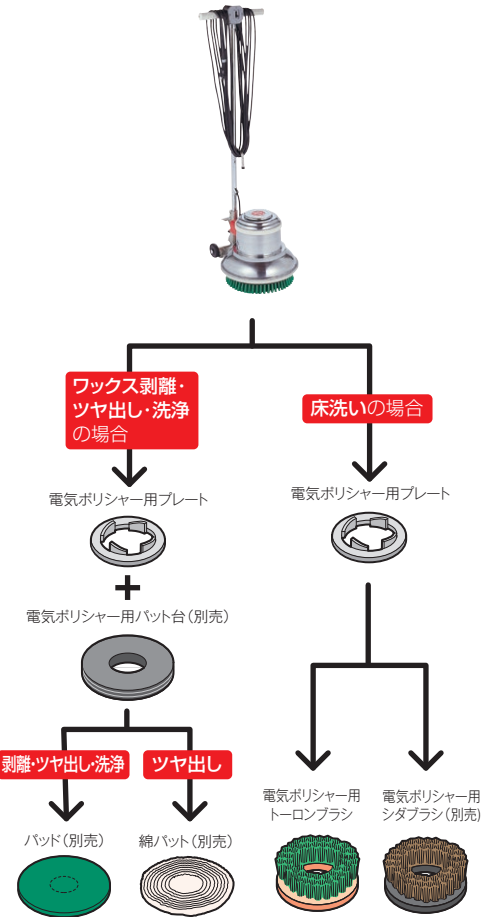 ワックス剥離・
ツヤ出し・洗浄
の場合
電気ポリシャー用プレート
電気ポリシャー用パット台(別売)
剥離・ツヤ出し・洗浄
パッド(別売)
ツヤ出し
綿パット(別売)
床洗いの場合
電気ポリシャー用プレート
電気ポリシャー用
トーロンブラシ
電気ポリシャー用
シダブラシ(別売)